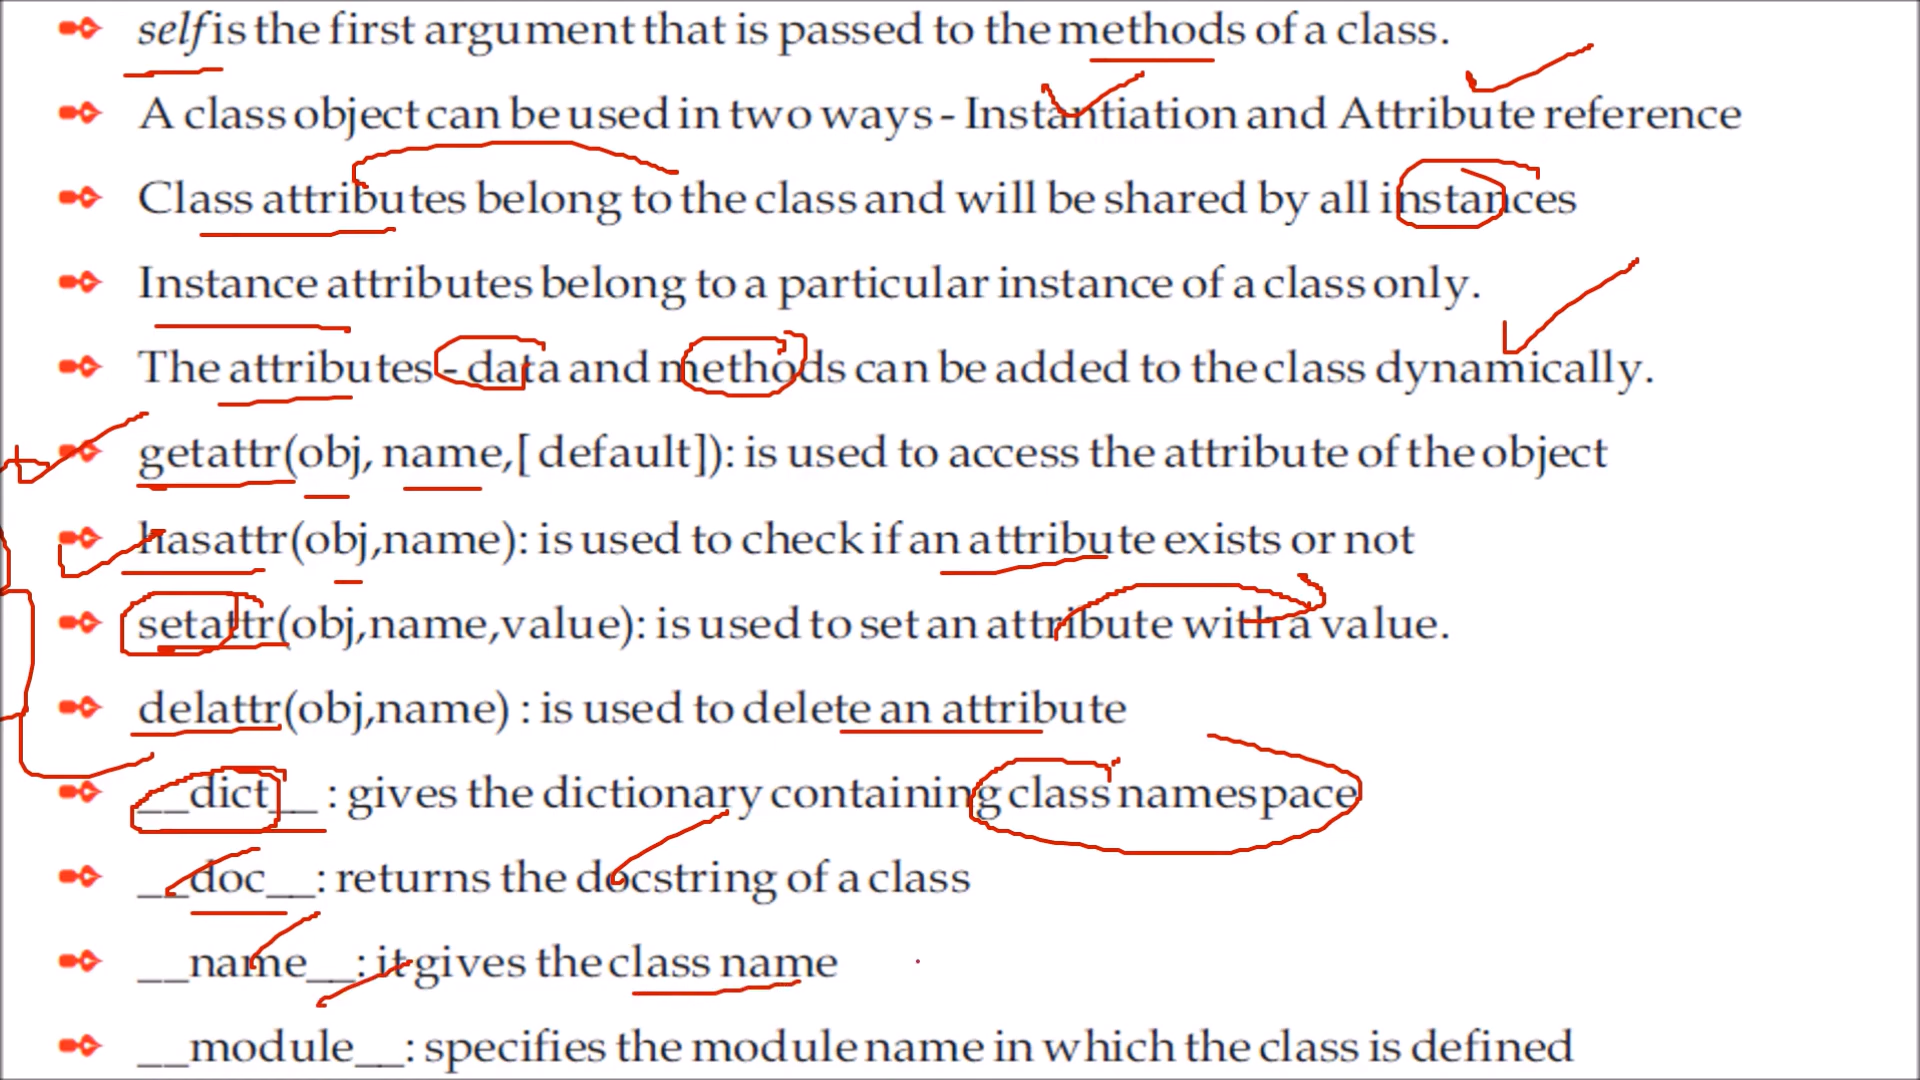 self is the first argument that is passed to the methods of a class.
A class object can be used in two ways - Instantiation and Attribute reference
Class attributes belong to the class and will be shared by all instances
Instance attributes belong to a particular instance of a class only.
The attributes - data and methods can be added to the class dynamically.
getattr(obj, name,[ default]): is used to access the attribute of the object
hasattr(obj,name): is used to check if an attribute exists or not
setattr(obj,name,value): is used to set an attribute with a value.
delattr(obj,name) : is used to delete an attribute
__dict__ : gives the dictionary containing class namespace
__doc__: returns the docstring of a class
__name__: it gives the class name
__module__: specifies the module name in which the class is defined